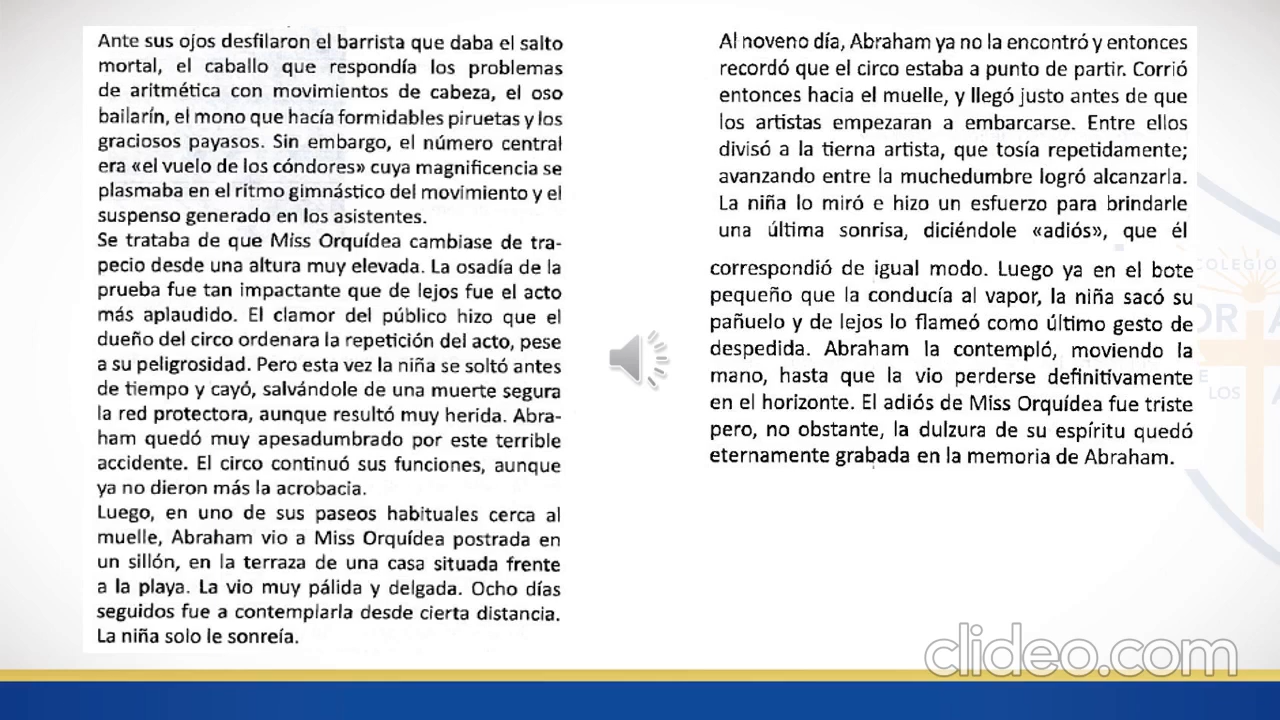 Ante sus ojos desfilaron el barrista que daba el salto
mortal, el caballo que respondía los problemas
de aritmética con movimientos de cabeza, el oso
bailarín, el mono que hacía formidables piruetas y los
graciosos payasos. Sin embargo, el número central
era «el vuelo de los cóndores» cuya magnificencia se
plasmaba en el ritmo gimnástico del movimiento y el
suspenso generado en los asistentes.
Se trataba de que Miss Orquídea cambiase de tra-
pecio desde una altura muy elevada. La osadía de la
prueba fue tan impactante que de lejos fue el acto
más aplaudido. El clamor del público hizo que el
dueño del circo ordenara la repetición del acto, pese
a su peligrosidad. Pero esta vez la niña se soltó antes
de tiempo y cayó, salvándole de una muerte segura
la red protectora, aunque resultó muy herida. Abra-
ham quedó muy apesadumbrado por este terrible
accidente. El circo continuó sus funciones, aunque
ya no dieron más la acrobacia.
Luego, en uno de sus paseos habituales cerca al
muelle, Abraham vio a Miss Orquídea postrada en
un sillón, en la terraza de una casa situada frente
a la playa. La vio muy pálida y delgada. Ocho días
seguidos fue a contemplarla desde cierta distancia.
La niña solo le sonreía.
Al noveno día, Abraham ya no la encontró y entonces
recordó que el circo estaba a punto de partir. Corrió
entonces hacia el muelle, y llegó justo antes de que
los artistas empezaran a embarcarse. Entre ellos
divisó a la tierna artista, que tosía repetidamente;
avanzando entre la muchedumbre logró alcanzarla.
La niña lo miró e hizo un esfuerzo para brindarle
una última sonrisa, diciéndole «adiós», que él
correspondió de igual modo. Luego ya en el bote
pequeño que la conducía al vapor, la niña sacó su
pañuelo y de lejos lo flameó como último gesto de
despedida. Abraham la contempló, moviendo la
mano, hasta que la vio perderse definitivamente
en el horizonte. El adiós de Miss Orquídea fue triste
pero, no obstante, la dulzura de su espíritu quedó
eternamente grabada en la memoria de Abraham.
COLEGIO
LOS
clideo.com